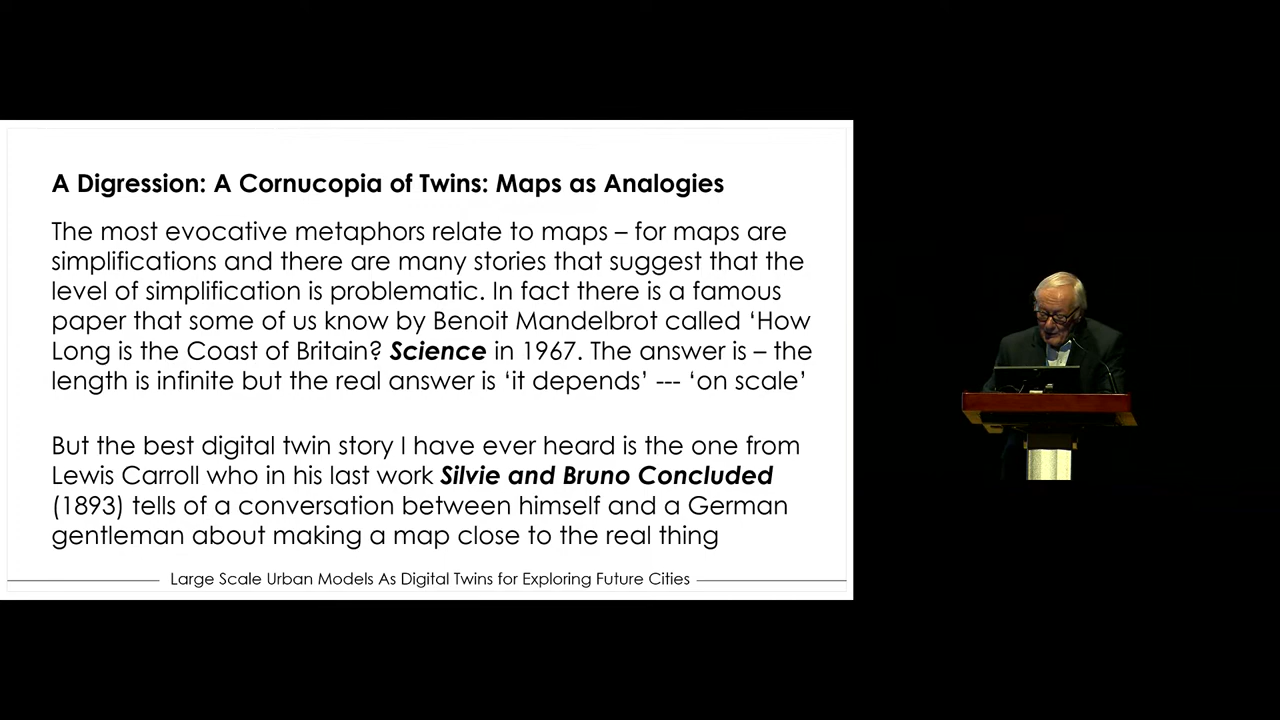 A Digression: A Cornucopia of Twins: Maps as Analogies
The most evocative metaphors relate to maps – for maps are
simplifications and there are many stories that suggest that the
level of simplification is problematic. In fact there is a famous
paper that some of us know by Benoit Mandelbrot called ‘How
Long is the Coast of Britain? Science in 1967. The answer is – the
length is infinite but the real answer is ‘it depends’ --- ‘on scale’
But the best digital twin story I have ever heard is the one from
Lewis Carroll who in his last work Silvie and Bruno Concluded
(1893) tells of a conversation between himself and a German
gentleman about making a map close to the real thing
Large Scale Urban Models As Digital Twins for Exploring Future Cities